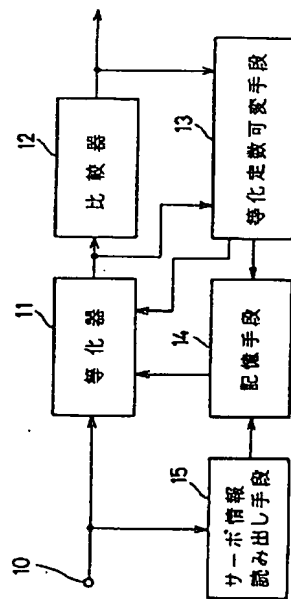 10
11
等化器
12
比較器
13
等化定数可変手段
14
記憶手段
15
サーボ情報
読み出し手段